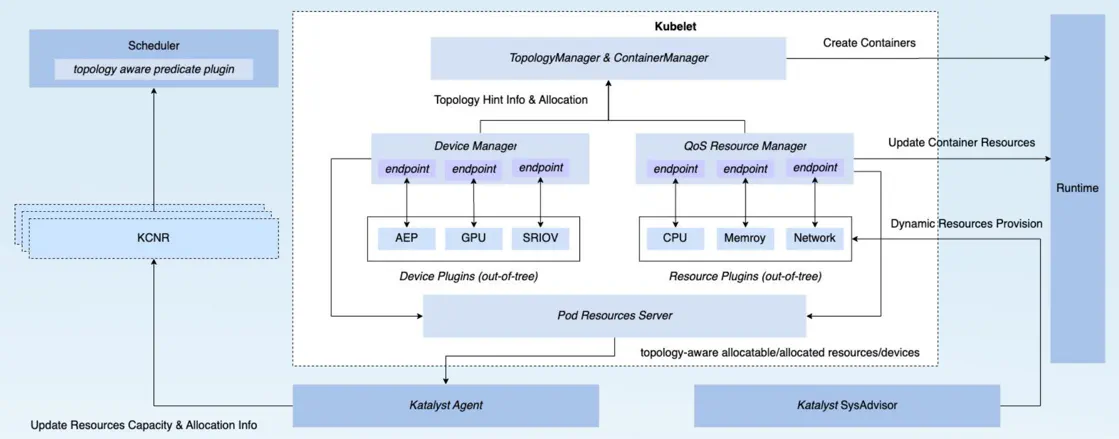 Kubelet
Scheduler
topology aware predicate plugin
TopologyManager & ContainerManager
Create Containers
Topology Hint Info & Allocation
Device Manager
endpoint
endpoint
endpoint
QoS Resource Manager
endpoint
endpoint
endpoint
Update Container Resources
Runtime
KCNR
AEP
GPU
SRIOV
CPU
Memroy
Network
Dynamic Resources Provision
Device Plugins (out-of-tree)
Resource Plugins (out-of-tree)
Pod Resources Server
topology-aware allocatable/allocated resources/devices
Katalyst Agent
Katalyst SysAdvisor
Update Resources Capacity & Allocation Info